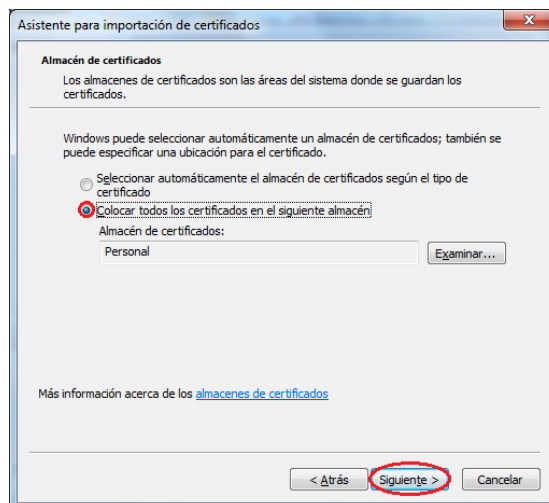 Asistente para importación de certificados
Almacén de certificados
Los almacenes de certificados son las áreas del sistema donde se guardan los
certificados.
Windows puede seleccionar automáticamente un almacén de certificados; también se
puede especificar una ubicación para el certificado.
Seleccionar automáticamente el almacén de certificados según el tipo de
certificado
Colocar todos los certificados en el siguiente almacén
Almacén de certificados:
Personal
Examinar...
Más información acerca de los almacenes de certificados
< Atrás
Siguiente >
Cancelar